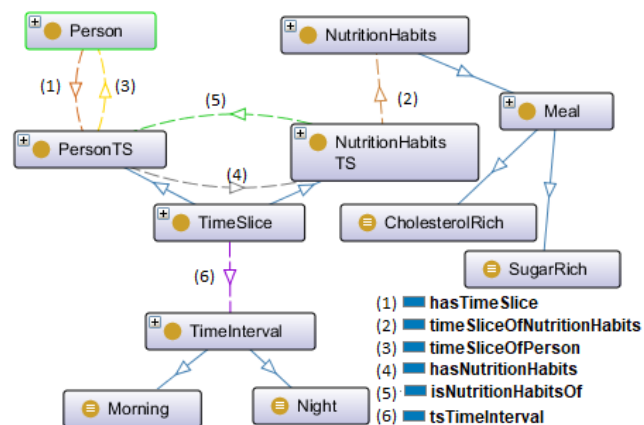 Person
NutritionHabits
(1)
(3)
(5)
(2)
Meal
PersonTS
NutritionHabits
TS
(4)
TimeSlice
CholesterolRich
(6)
SugarRich
TimeInterval
Morning
Night
(1) hasTimeSlice
(2) timeSliceOfNutritionHabits
(3) timeSliceOfPerson
(4) hasNutritionHabits
(5) isNutritionHabitsOf
(6) tsTimeInterval